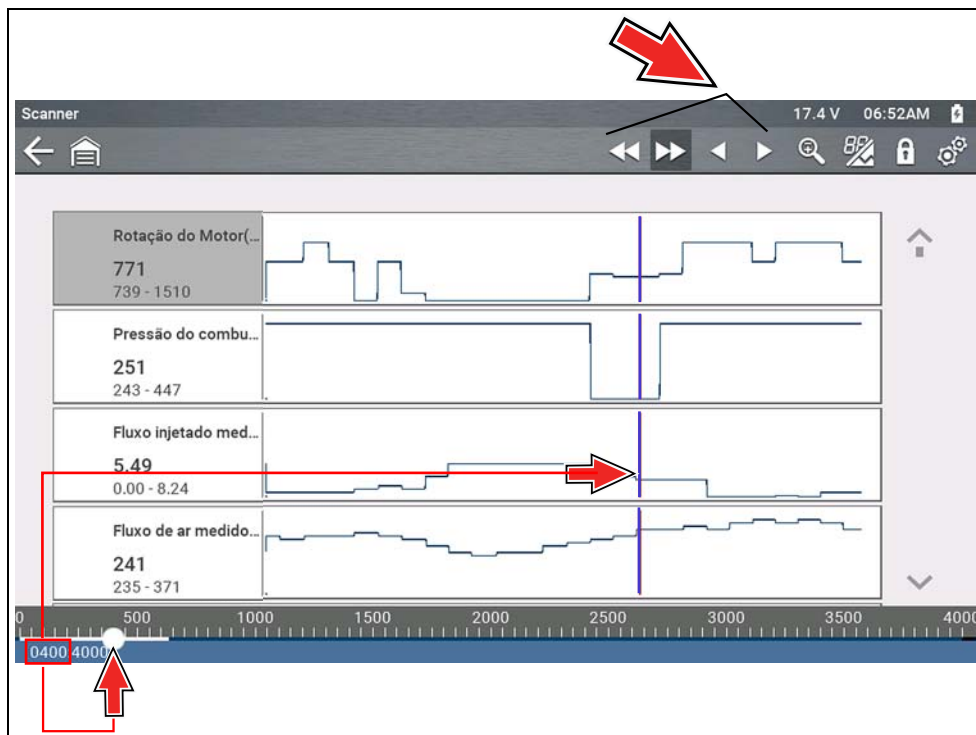 Scanner 17.4 V 06:52AM
Rotação do Motor(...
771
739 - 1510
Pressão do combu...
251
243 - 447
Fluxo injetado med...
5.49
0.00 - 8.24
Fluxo de ar medido...
241
235 - 371
0 500 1000 1500 2000 2500 3000 3500 4000
0400 4000